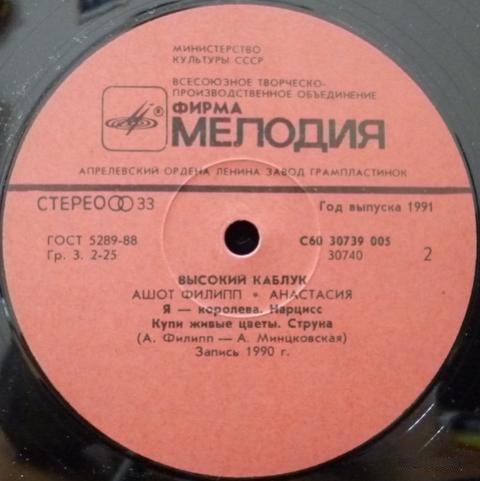 МИНИСТЕРСТВО
КУЛЬТУРЫ СССР
ВСЕСОЮЗНОЕ ТВОРЧЕСКО-
ПРОИЗВОДСТВЕННОЕ ОБЪЕДИНЕНИЕ
ФИРМА
МЕЛОДИЯ
АПРЕЛЕВСКИЙ ОРДЕНА ЛЕНИНА ЗАВОД ГРАМПЛАСТИНОК
СТЕРЕО 33
Год выпуска 1991
ГОСТ 5289-88
С60 30739 005
Гр. 3. 2-25
30740
2
ВЫСОКИЙ КАБЛУК
АШОТ ФИЛИПП • АНАСТАСИЯ
Я — королева. Нарцисс
Купи живые цветы. Струна
(А. Филипп — А. Минцковская)
Запись 1990 г.